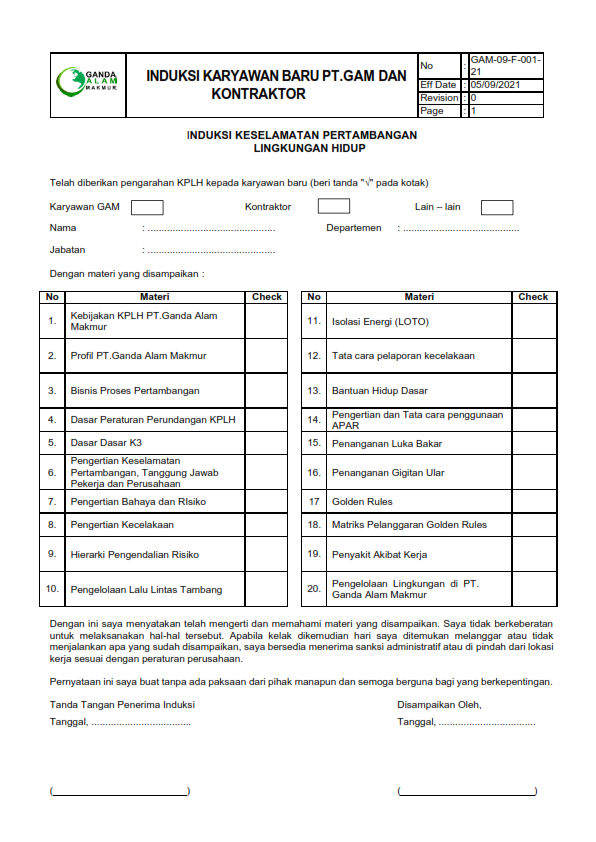 GANDA
ALAM
MAKMUR
INDUKSI KARYAWAN BARU PT.GAM DAN
KONTRAKTOR
No : GAM-09-F-001-
21
Eff Date : 05/09/2021
Revision : 0
Page : 1
INDUKSI KESELAMATAN PERTAMBANGAN
LINGKUNGAN HIDUP
Telah diberikan pengarahan KPLH kepada karyawan baru (beri tanda "√" pada kotak)
Karyawan GAM Kontraktor Lain – lain
Nama : .............................................. Departemen : ..........................................
Jabatan : ..............................................
Dengan materi yang disampaikan :
No Materi Check
1. Kebijakan KPLH PT.Ganda Alam
Makmur
2. Profil PT.Ganda Alam Makmur
3. Bisnis Proses Pertambangan
4. Dasar Peraturan Perundangan KPLH
5. Dasar Dasar K3
6. Pengertian Keselamatan
Pertambangan, Tanggung Jawab
Pekerja dan Perusahaan
7. Pengertian Bahaya dan RIsiko
8. Pengertian Kecelakaan
9. Hierarki Pengendalian Risiko
10. Pengelolaan Lalu Lintas Tambang
No Materi Check
11. Isolasi Energi (LOTO)
12. Tata cara pelaporan kecelakaan
13. Bantuan Hidup Dasar
14. Pengertian dan Tata cara penggunaan
APAR
15. Penanganan Luka Bakar
16. Penanganan Gigitan Ular
17 Golden Rules
18. Matriks Pelanggaran Golden Rules
19. Penyakit Akibat Kerja
20. Pengelolaan Lingkungan di PT.
Ganda Alam Makmur
Dengan ini saya menyatakan telah mengerti dan memahami materi yang disampaikan. Saya tidak berkeberatan
untuk melaksanakan hal-hal tersebut. Apabila kelak dikemudian hari saya ditemukan melanggar atau tidak
menjalankan apa yang sudah disampaikan, saya bersedia menerima sanksi administratif atau di pindah dari lokasi
kerja sesuai dengan peraturan perusahaan.
Pernyataan ini saya buat tanpa ada paksaan dari pihak manapun dan semoga berguna bagi yang berkepentingan.
Tanda Tangan Penerima Induksi Disampaikan Oleh,
Tanggal, .................................... Tanggal, ...................................
(________________________) (________________________)